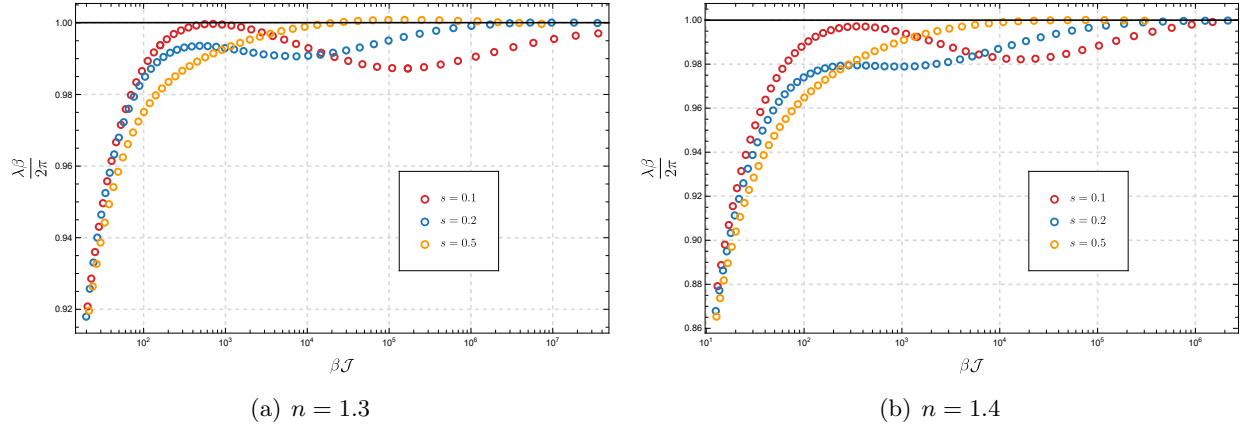 1.00
0.98
0.96
0.94
0.92
λβ
2π
s = 0.1
s = 0.2
s = 0.5
10²
10³
10⁴
10⁵
10⁶
10⁷
β𝒥
(a) n = 1.3
1.00
0.98
0.96
0.94
0.92
0.90
0.88
0.86
λβ
2π
s = 0.1
s = 0.2
s = 0.5
10¹
10²
10³
10⁴
10⁵
10⁶
β𝒥
(b) n = 1.4